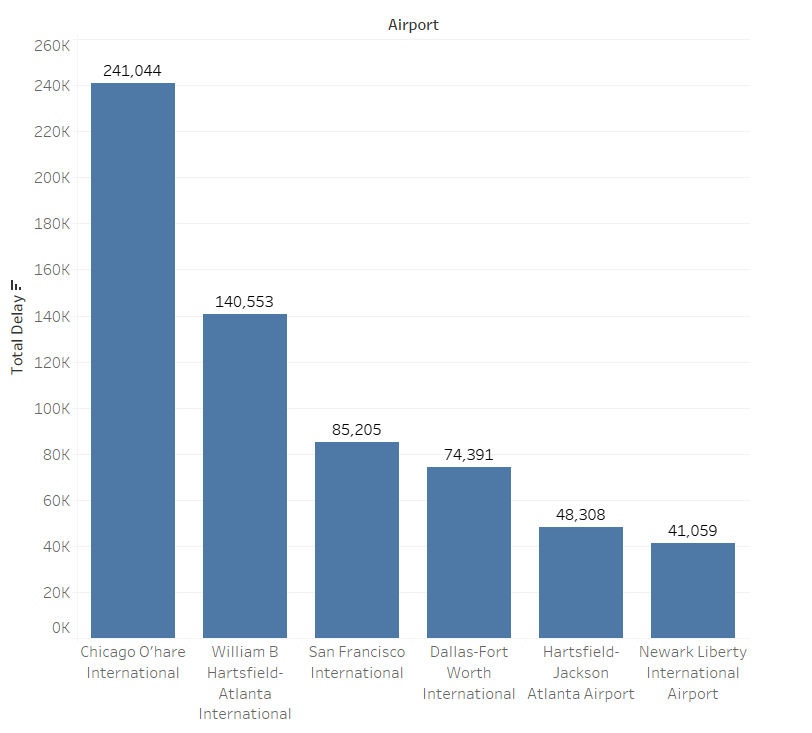 Airport
260K
240K
220K
200K
180K
160K
140K
120K
100K
80K
60K
40K
20K
0K
Total Delay
241,044
140,553
85,205
74,391
48,308
41,059
Chicago O'hare
International
William B
Hartsfield-
Atlanta
International
San Francisco
International
Dallas-Fort
Worth
International
Hartsfield-
Jackson
Atlanta Airport
Newark Liberty
International
Airport